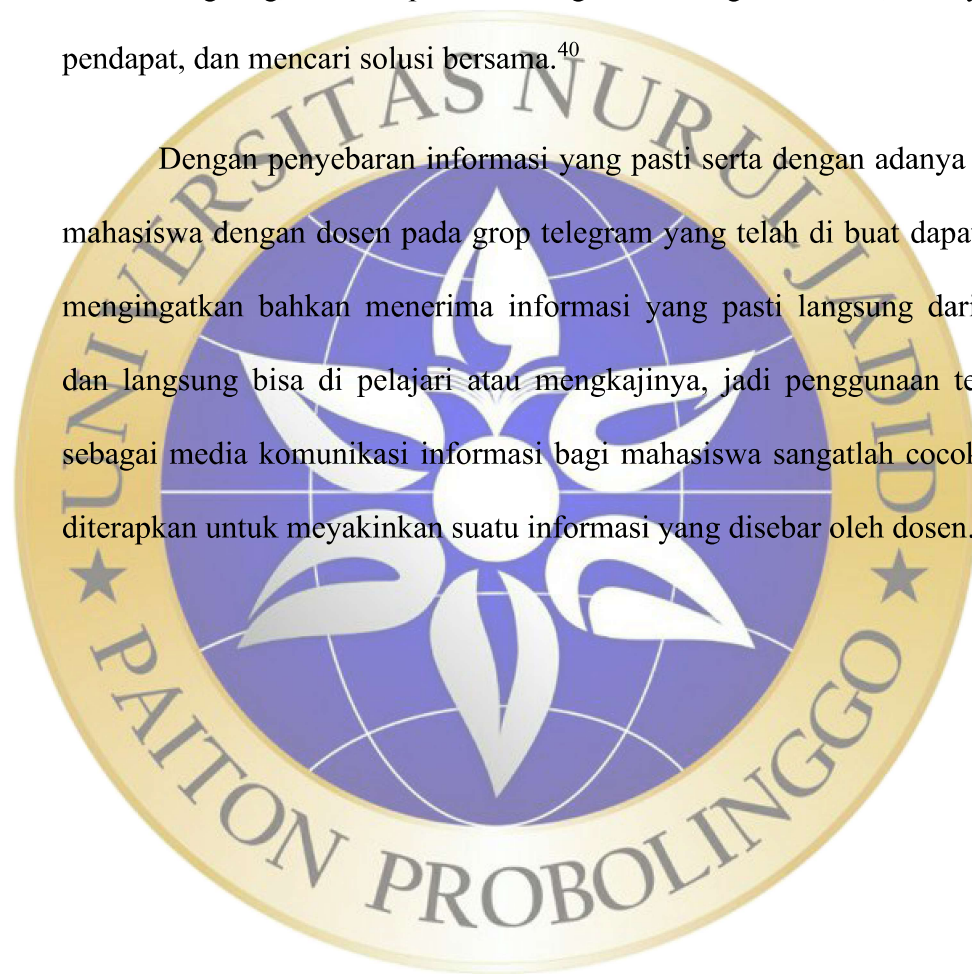 pendapat, dan mencari solusi bersama.40
Dengan penyebaran informasi yang pasti serta dengan adanya
mahasiswa dengan dosen pada grop telegram yang telah di buat
mengingatkan bahkan menerima informasi yang pasti langsung dari
dan langsung bisa di pelajari atau mengkajinya, jadi penggunaan
sebagai media komunikasi informasi bagi mahasiswa sangatlah cocok
diterapkan untuk meyakinkan suatu informasi yang disebar oleh dosen.
UNIVERSITAS NURUL JADID
PAITON PROBOLINGGO